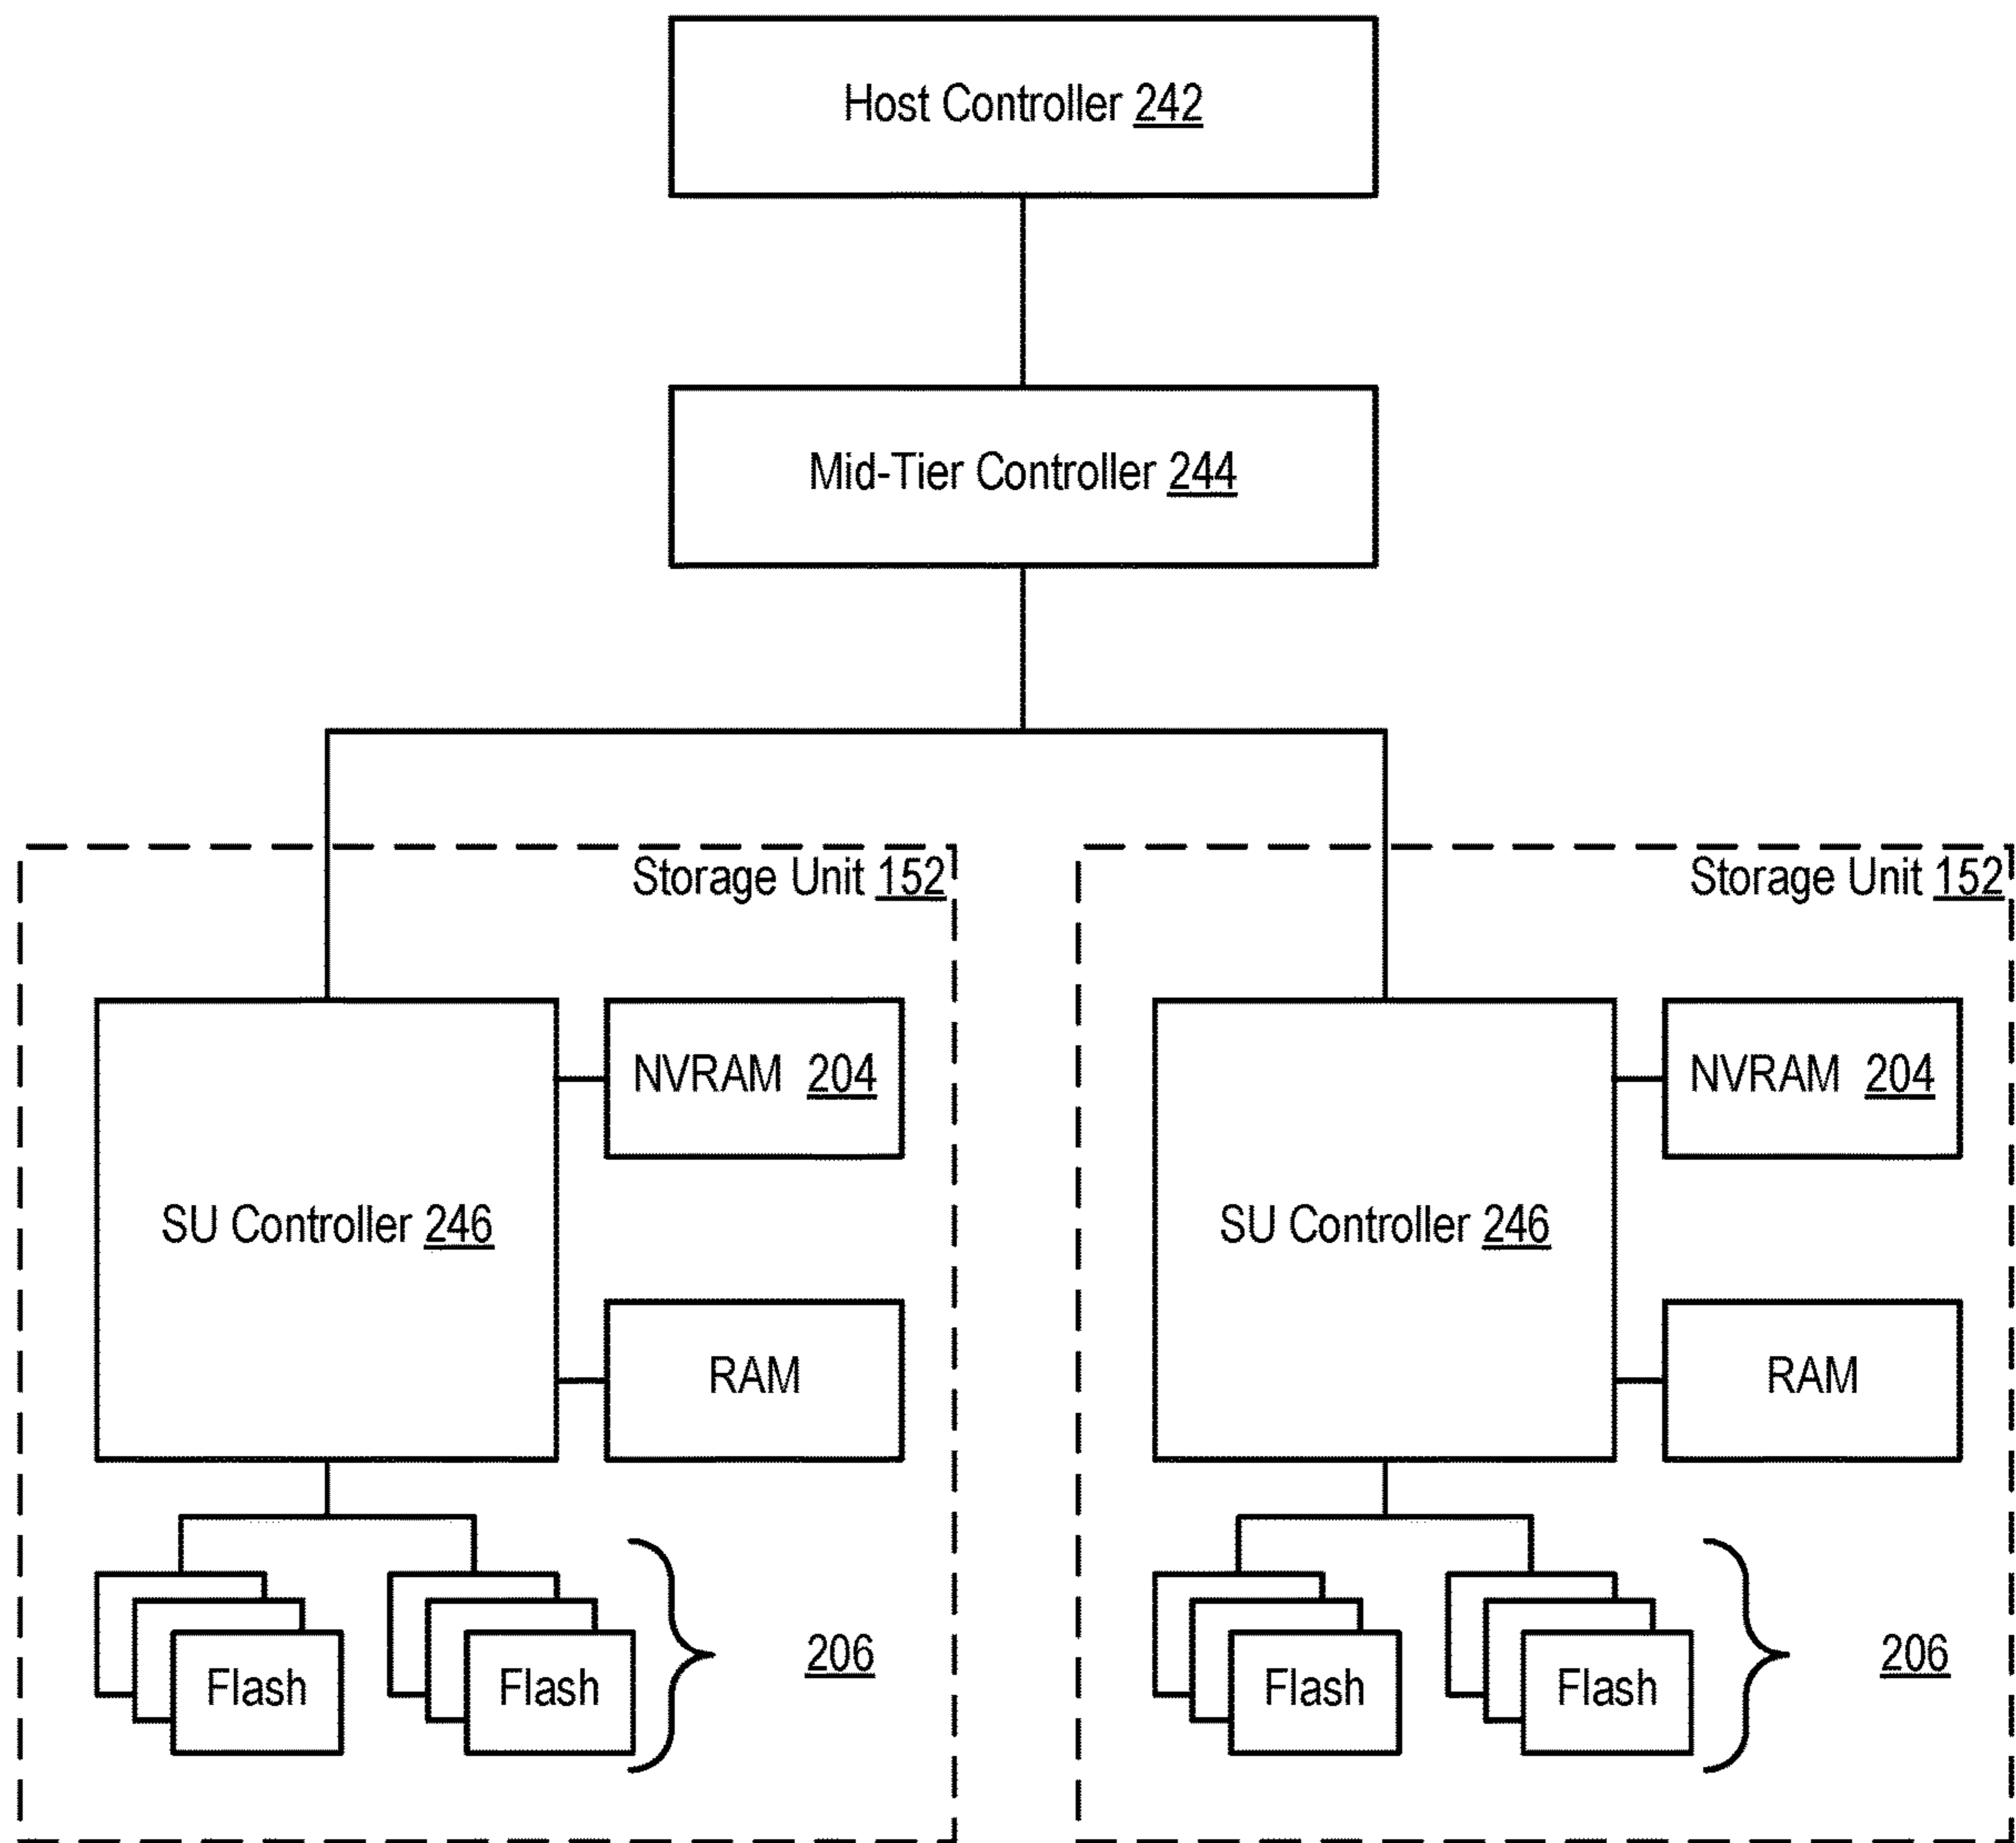 Host Controller 242
Mid-Tier Controller 244
Storage Unit 152
NVRAM 204
SU Controller 246
RAM
Flash
Flash
206
Storage Unit 152
NVRAM 204
SU Controller 246
RAM
Flash
Flash
206